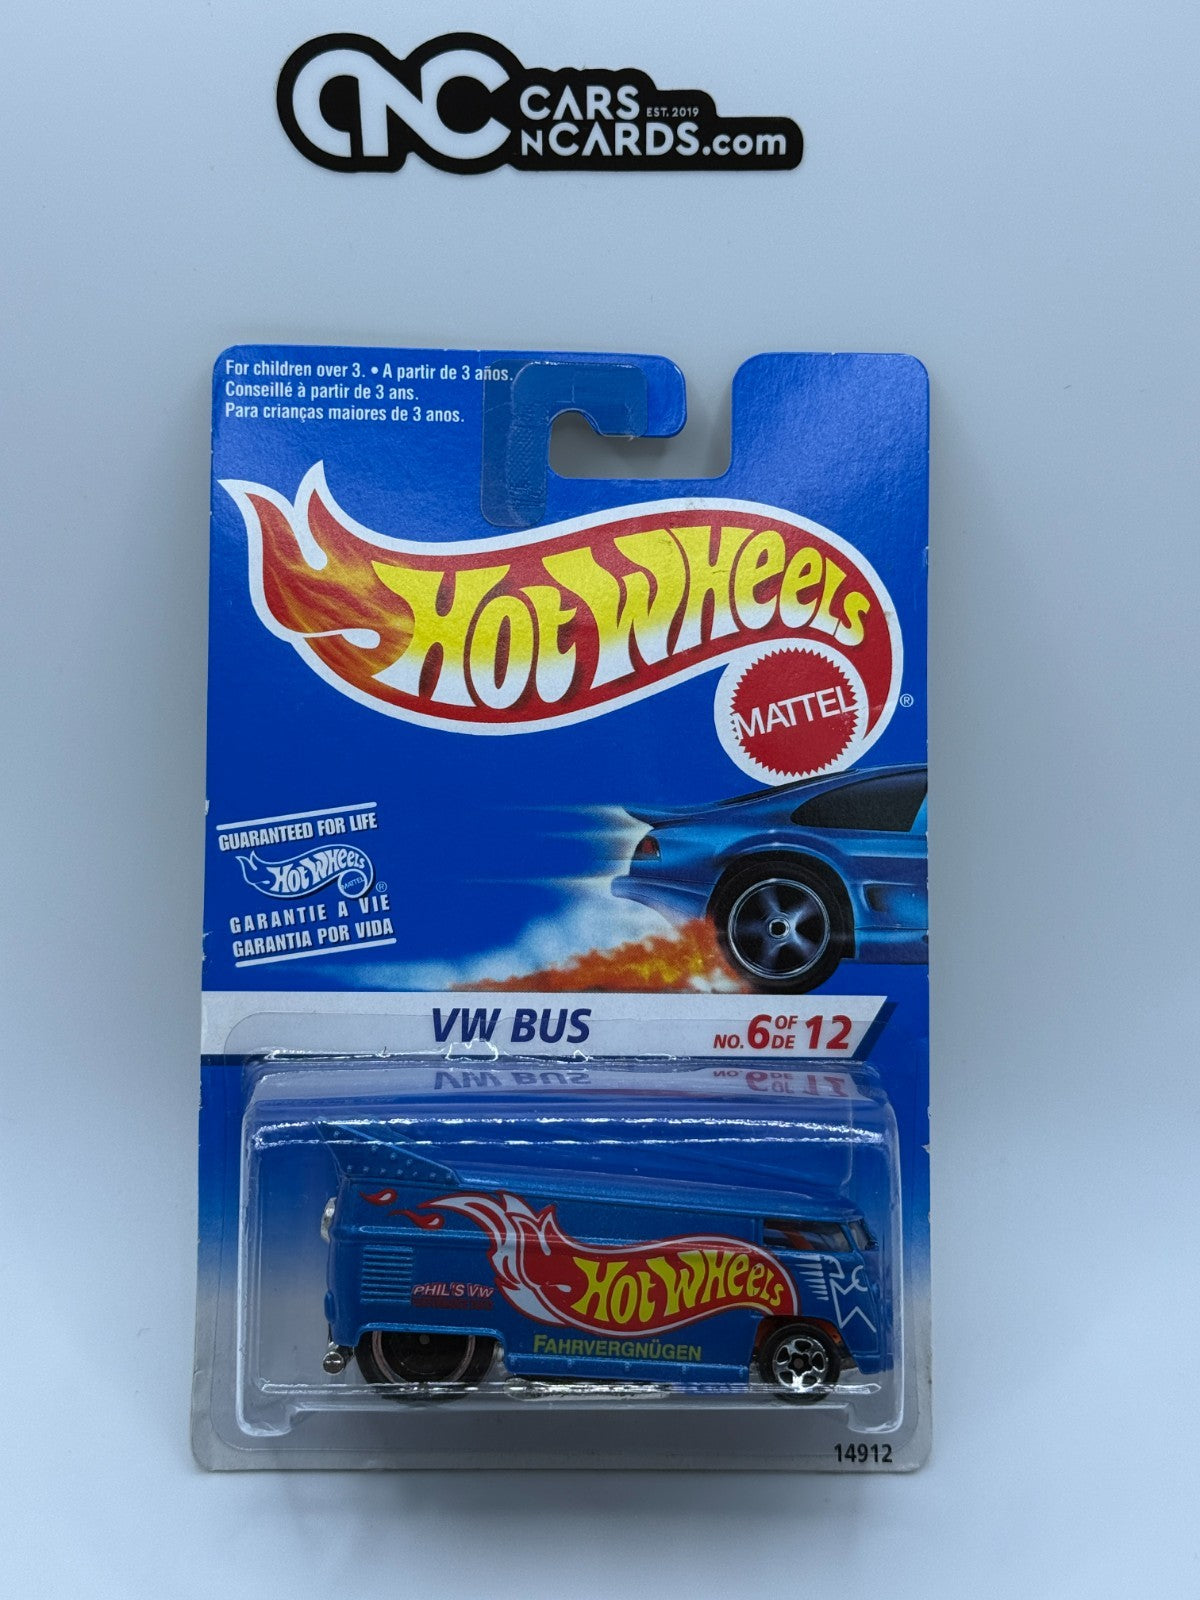 CNC CARS EST. 2019
NCARDS.com
For children over 3. • A partir de 3 años.
Conseillé à partir de 3 ans.
Para crianças maiores de 3 anos.
HOT WHEELS
MATTEL ®
GUARANTEED FOR LIFE
HOT WHEELS
MATTEL ®
GARANTIE A VIE
GARANTIA POR VIDA
VW BUS
NO. 6 OF DE 12
HOT WHEELS
PHIL'S VW
FAHRVERGNÜGEN
14912